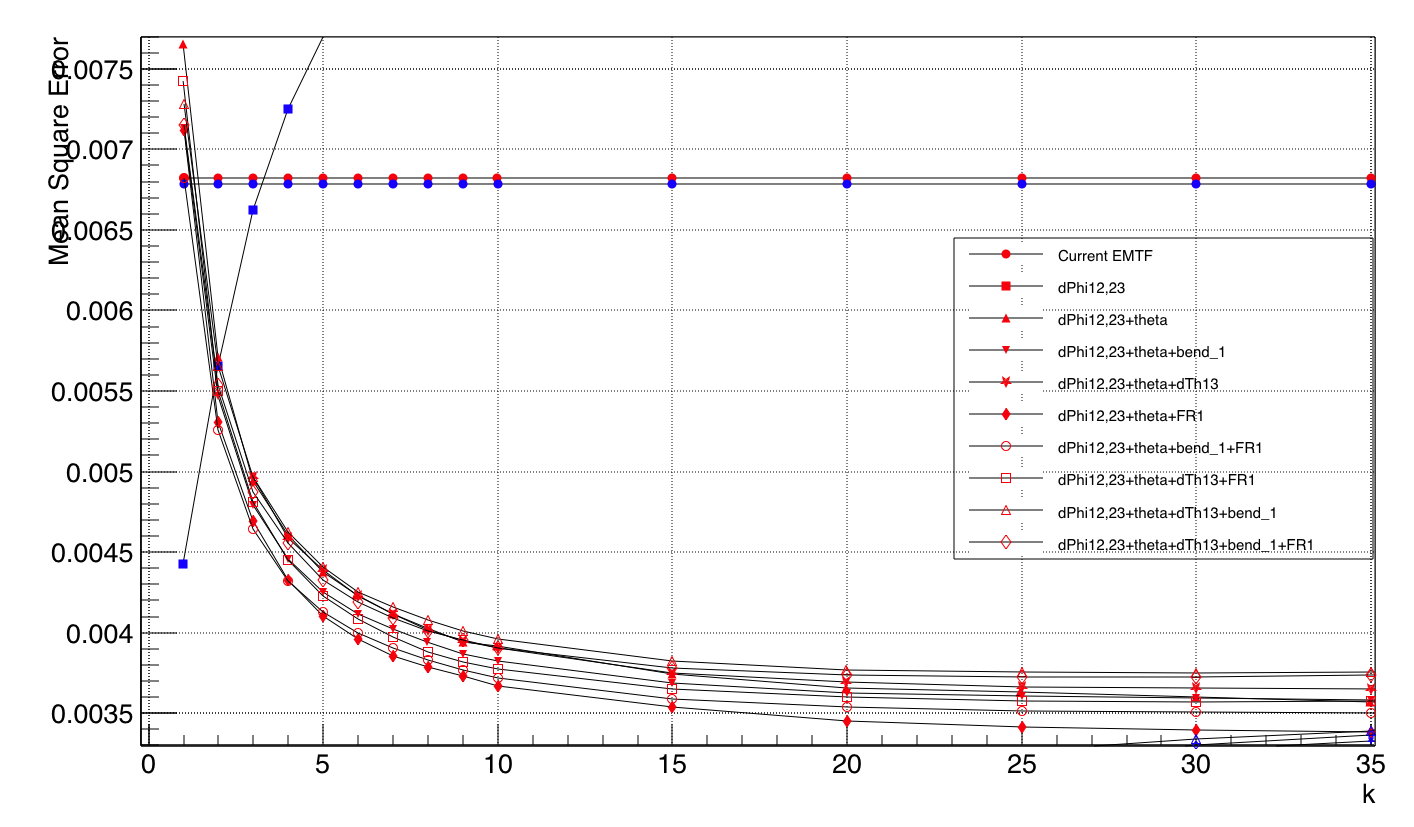 Mean Square Error
0.0075
0.007
0.0065
0.006
0.0055
0.005
0.0045
0.004
0.0035
Current EMTF
dPhi12,23
dPhi12,23+theta
dPhi12,23+theta+bend_1
dPhi12,23+theta+dTh13
dPhi12,23+theta+FR1
dPhi12,23+theta+bend_1+FR1
dPhi12,23+theta+dTh13+FR1
dPhi12,23+theta+dTh13+bend_1
dPhi12,23+theta+dTh13+bend_1+FR1
0 5 10 15 20 25 30 35
k